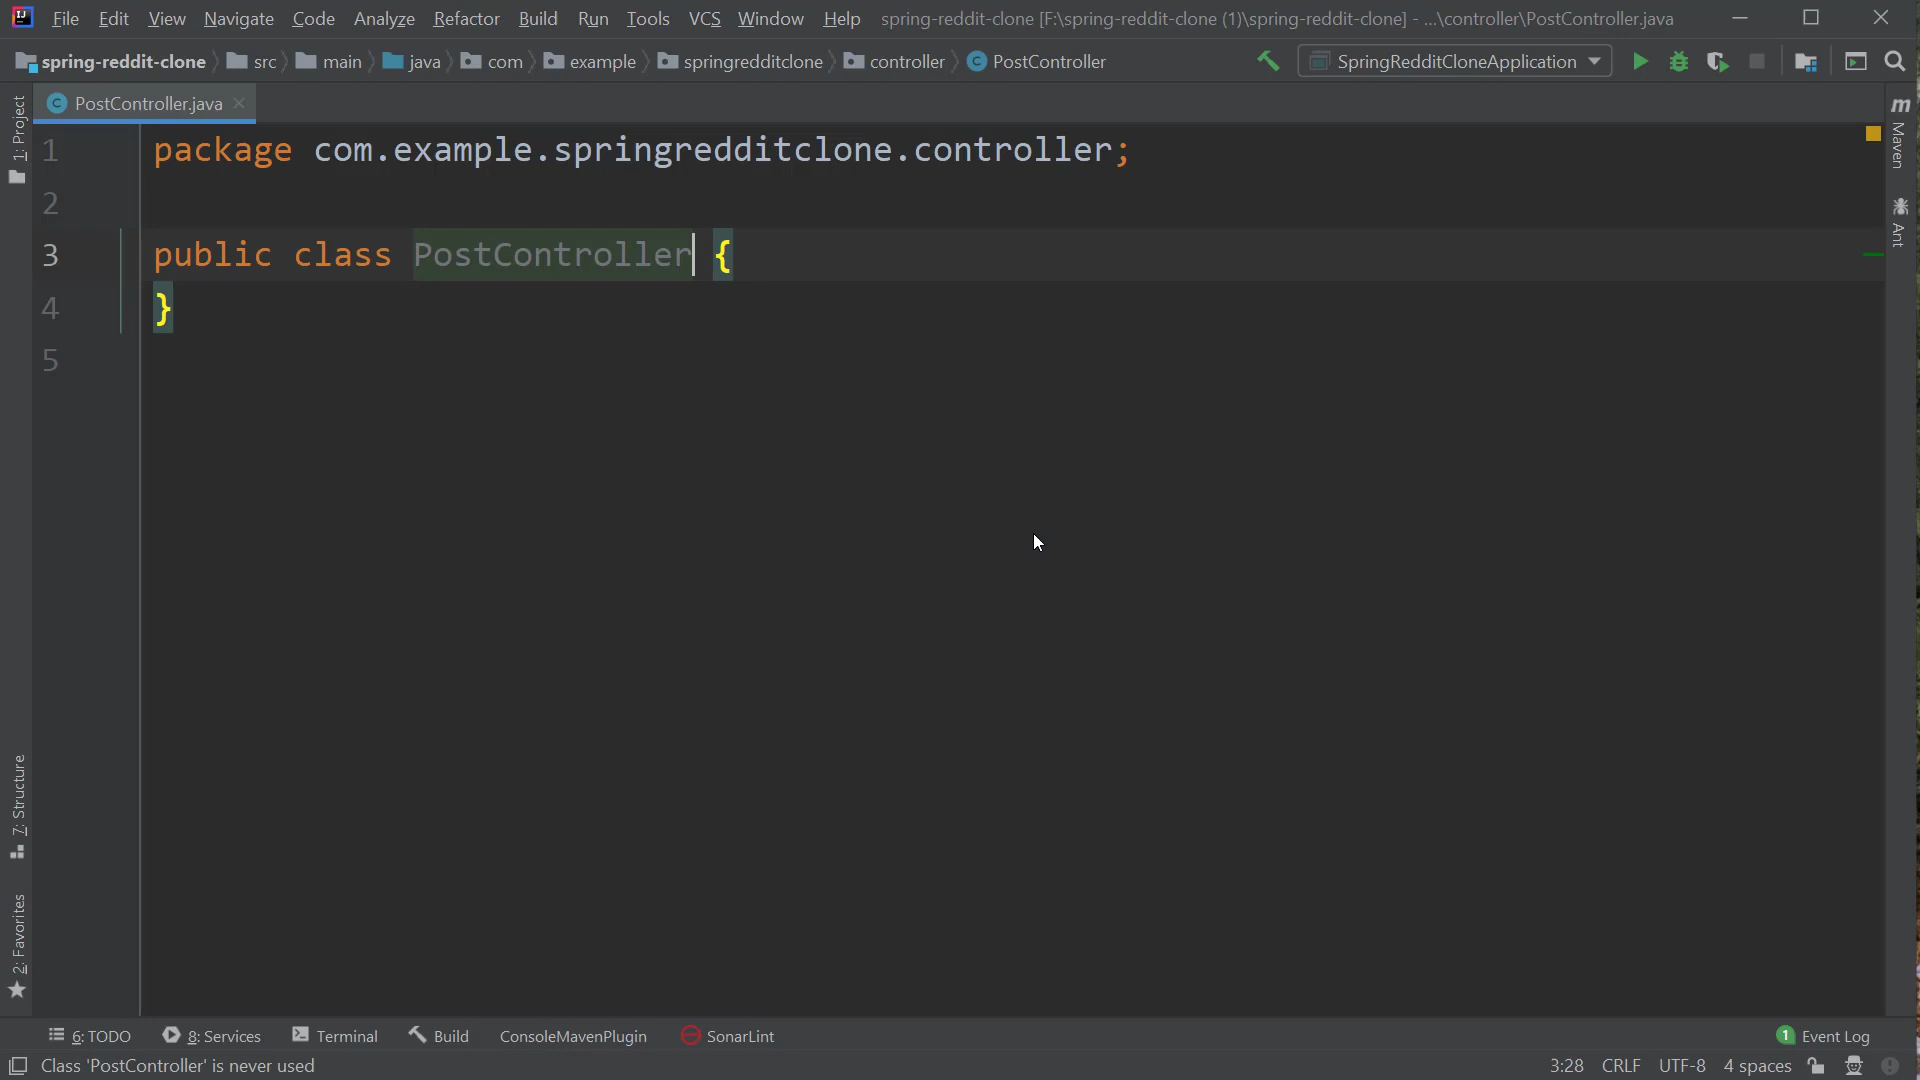 File Edit View Navigate Code Analyze Refactor Build Run Tools VCS Window Help spring-reddit-clone [F:\spring-reddit-clone (1)\spring-reddit-clone] - ...\controller\PostController.java
spring-reddit-clone src main java com example springredditclone controller PostController SpringRedditCloneApplication
PostController.java
1 package com.example.springredditclone.controller;
2
3 public class PostController {
4 }
5
1: Project
7: Structure
2: Favorites
Maven
Ant
6: TODO 8: Services Terminal Build ConsoleMavenPlugin SonarLint 1 Event Log
Class 'PostController' is never used 3:28 CRLF UTF-8 4 spaces